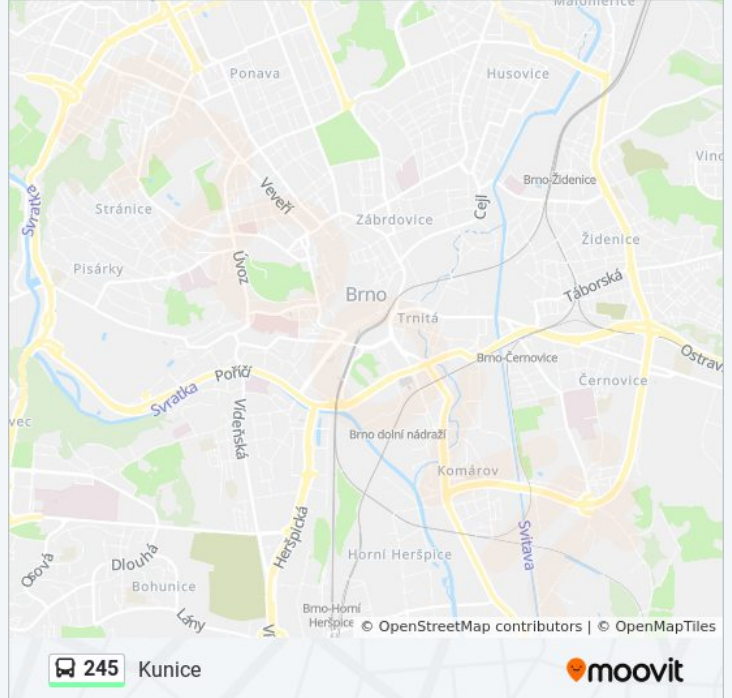 Maloměřice
Ponava
Husovice
Veveří
Cejl
Brno-Židenice
Vino
Svratka
Stránice
Zábrdovice
Židenice
Úvoz
Pisárky
Brno
Táborská
Trnitá
Brno-Černovice
Ostrav
Poříčí
Svratka
Černovice
vec
Vídeňská
Brno dolní nádraží
Komárov
Heršpická
Svitava
Horní Heršpice
Osová
Dlouhá
Bohunice
Lány
Brno-Horní
Heršpice
Ví
© OpenStreetMap contributors | © OpenMapTiles
245 Kunice
moovit